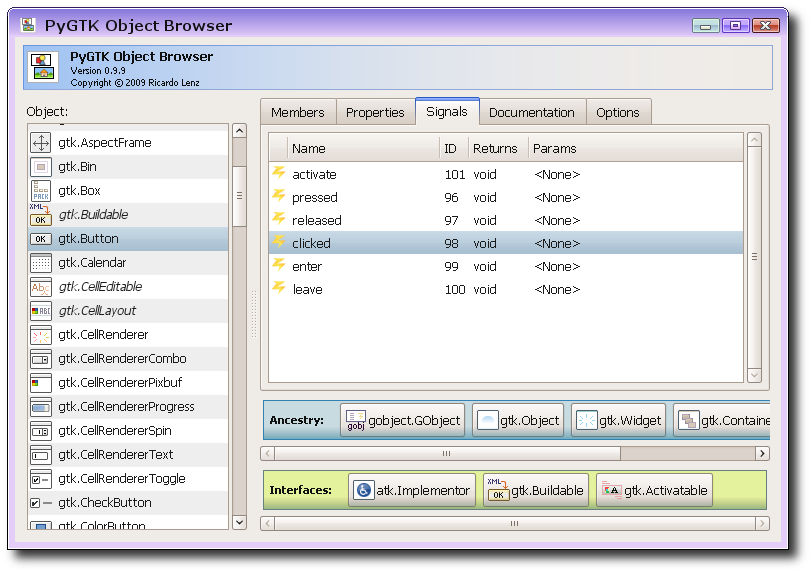 PyGTK Object Browser
PyGTK Object Browser
Version 0.9.9
Copyright © 2009 Ricardo Lenz
Object:
gtk.AspectFrame
gtk.Bin
gtk.Box
gtk.Buildable
gtk.Button
gtk.Calendar
gtk.CellEditable
gtk.CellLayout
gtk.CellRenderer
gtk.CellRendererCombo
gtk.CellRendererPixbuf
gtk.CellRendererProgress
gtk.CellRendererSpin
gtk.CellRendererText
gtk.CellRendererToggle
gtk.CheckButton
gtk.ColorButton
Members Properties Signals Documentation Options
Name ID Returns Params
activate 101 void <None>
pressed 96 void <None>
released 97 void <None>
clicked 98 void <None>
enter 99 void <None>
leave 100 void <None>
Ancestry: gobj gobject.GObject gtk.Object gtk.Widget gtk.Containe
Interfaces: atk.Implementor XML OK gtk.Buildable gtk.Activatable